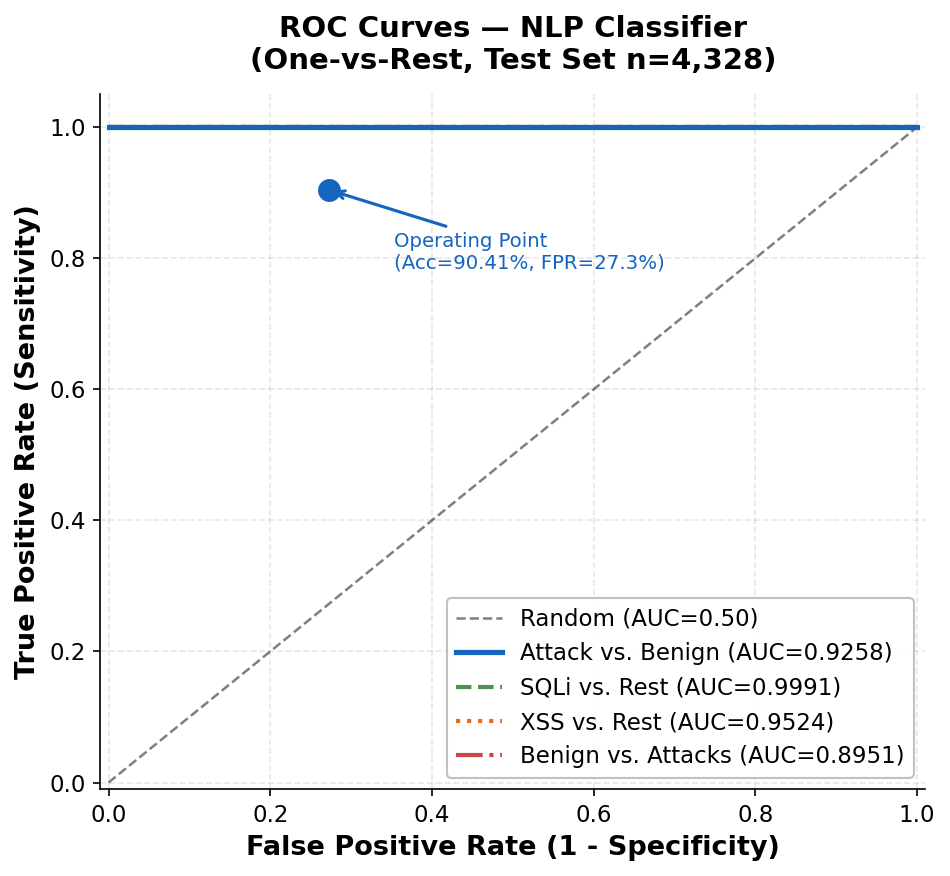 ROC Curves — NLP Classifier
(One-vs-Rest, Test Set n=4,328)
True Positive Rate (Sensitivity)
1.0
0.8
0.6
0.4
0.2
0.0
Operating Point
(Acc=90.41%, FPR=27.3%)
Random (AUC=0.50)
Attack vs. Benign (AUC=0.9258)
SQLi vs. Rest (AUC=0.9991)
XSS vs. Rest (AUC=0.9524)
Benign vs. Attacks (AUC=0.8951)
0.0 0.2 0.4 0.6 0.8 1.0
False Positive Rate (1 - Specificity)